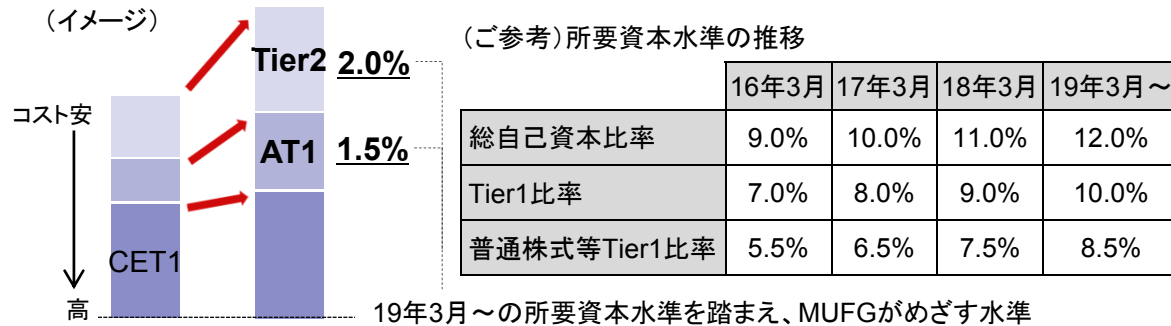 （イメージ）
コスト安
高
Tier2 2.0%
AT1 1.5%
CET1
（ご参考）所要資本水準の推移
16年3月 17年3月 18年3月 19年3月～
総自己資本比率 9.0% 10.0% 11.0% 12.0%
Tier1比率 7.0% 8.0% 9.0% 10.0%
普通株式等Tier1比率 5.5% 6.5% 7.5% 8.5%
19年3月～の所要資本水準を踏まえ、MUFGがめざす水準